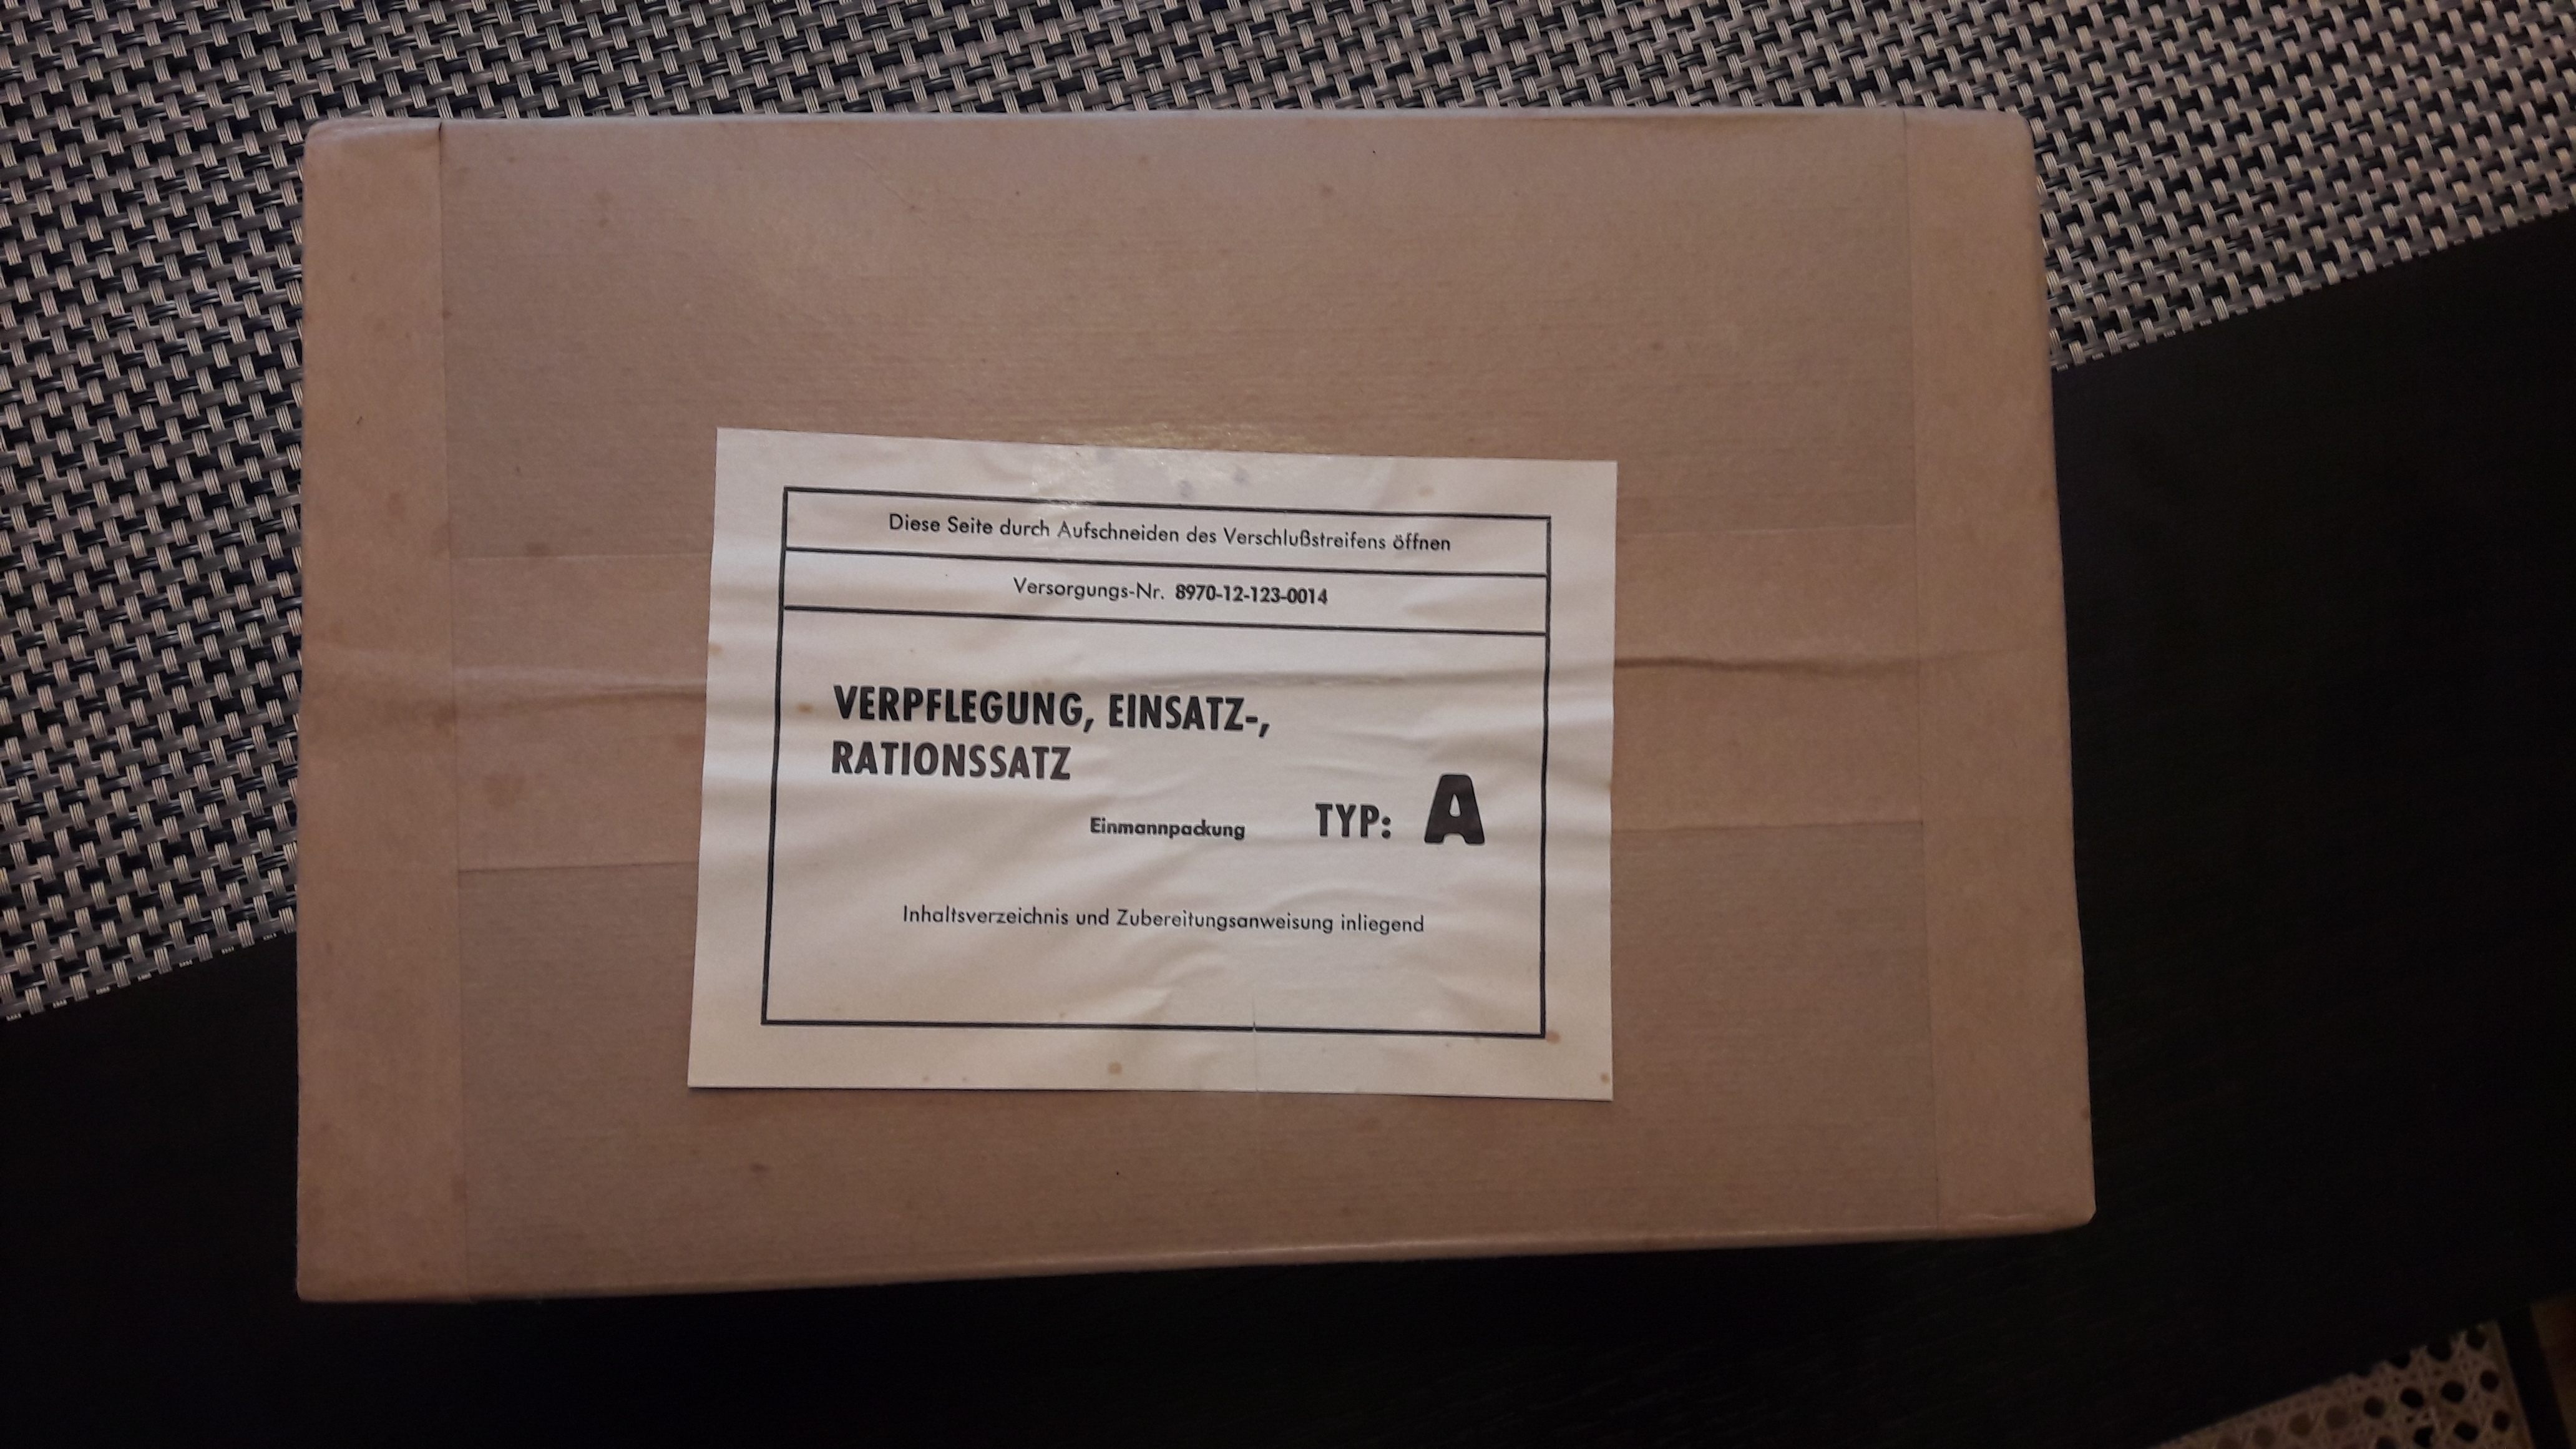 Diese Seite durch Aufschneiden des Verschlußstreifens öffnen
Versorgungs-Nr. 8970-12-123-0014
VERPFLEGUNG, EINSATZ-,
RATIONSSATZ
Einmannpackung TYP: A
Inhaltsverzeichnis und Zubereitungsanweisung inliegend